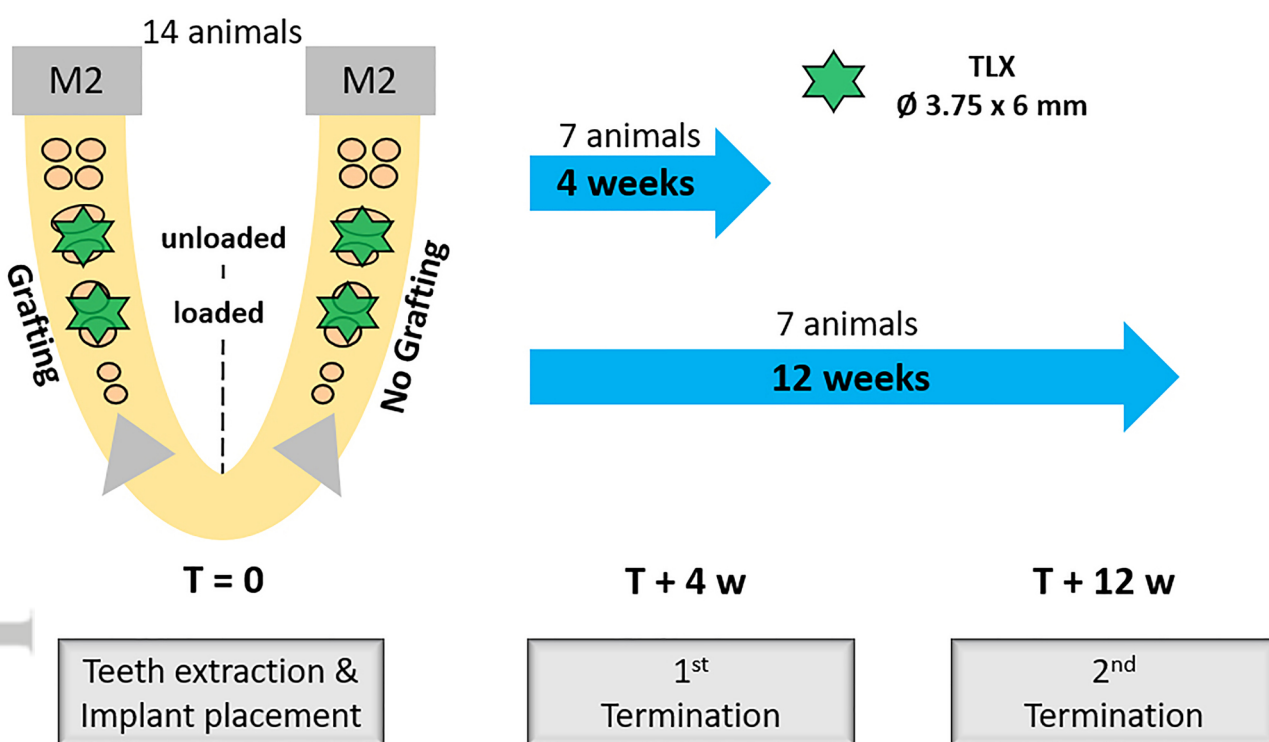 14 animals
M2
M2
unloaded
loaded
Grafting
No Grafting
TLX
Ø 3.75 x 6 mm
7 animals
4 weeks
7 animals
12 weeks
T = 0
T + 4 w
T + 12 w
Teeth extraction &
Implant placement
1st
Termination
2nd
Termination